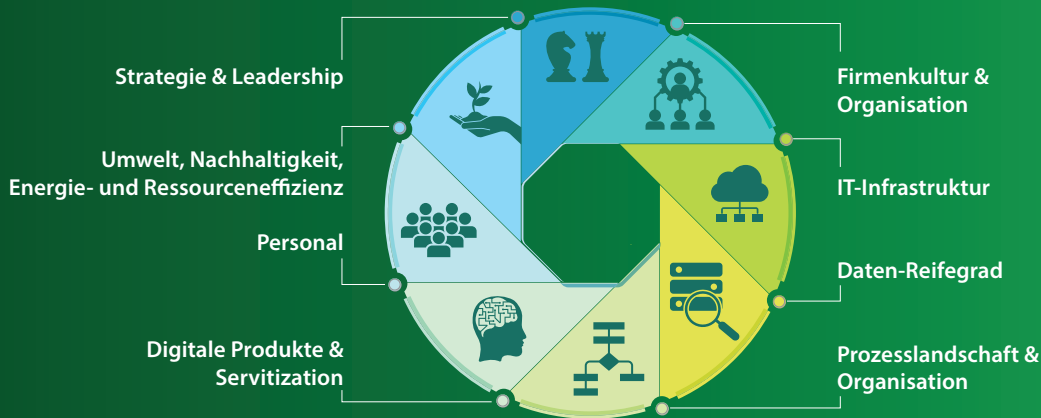 Strategie & Leadership
Umwelt, Nachhaltigkeit,
Energie- und Ressourceneffizienz
Personal
Digitale Produkte &
Servitization
Firmenkultur &
Organisation
IT-Infrastruktur
Daten-Reifegrad
Prozesslandschaft &
Organisation